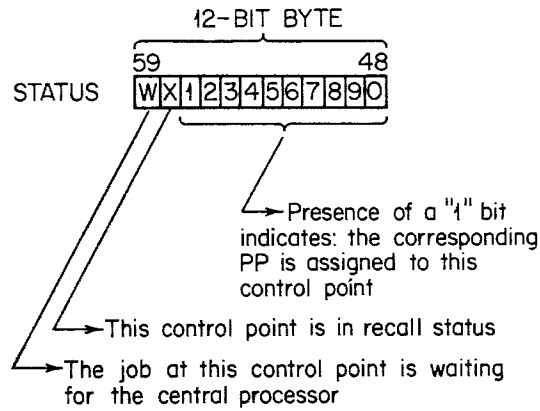 12-BIT BYTE
59 48
STATUS W X 1 2 3 4 5 6 7 8 9 0
Presence of a "1" bit
indicates: the corresponding
PP is assigned to this
control point
This control point is in recall status
The job at this control point is waiting
for the central processor